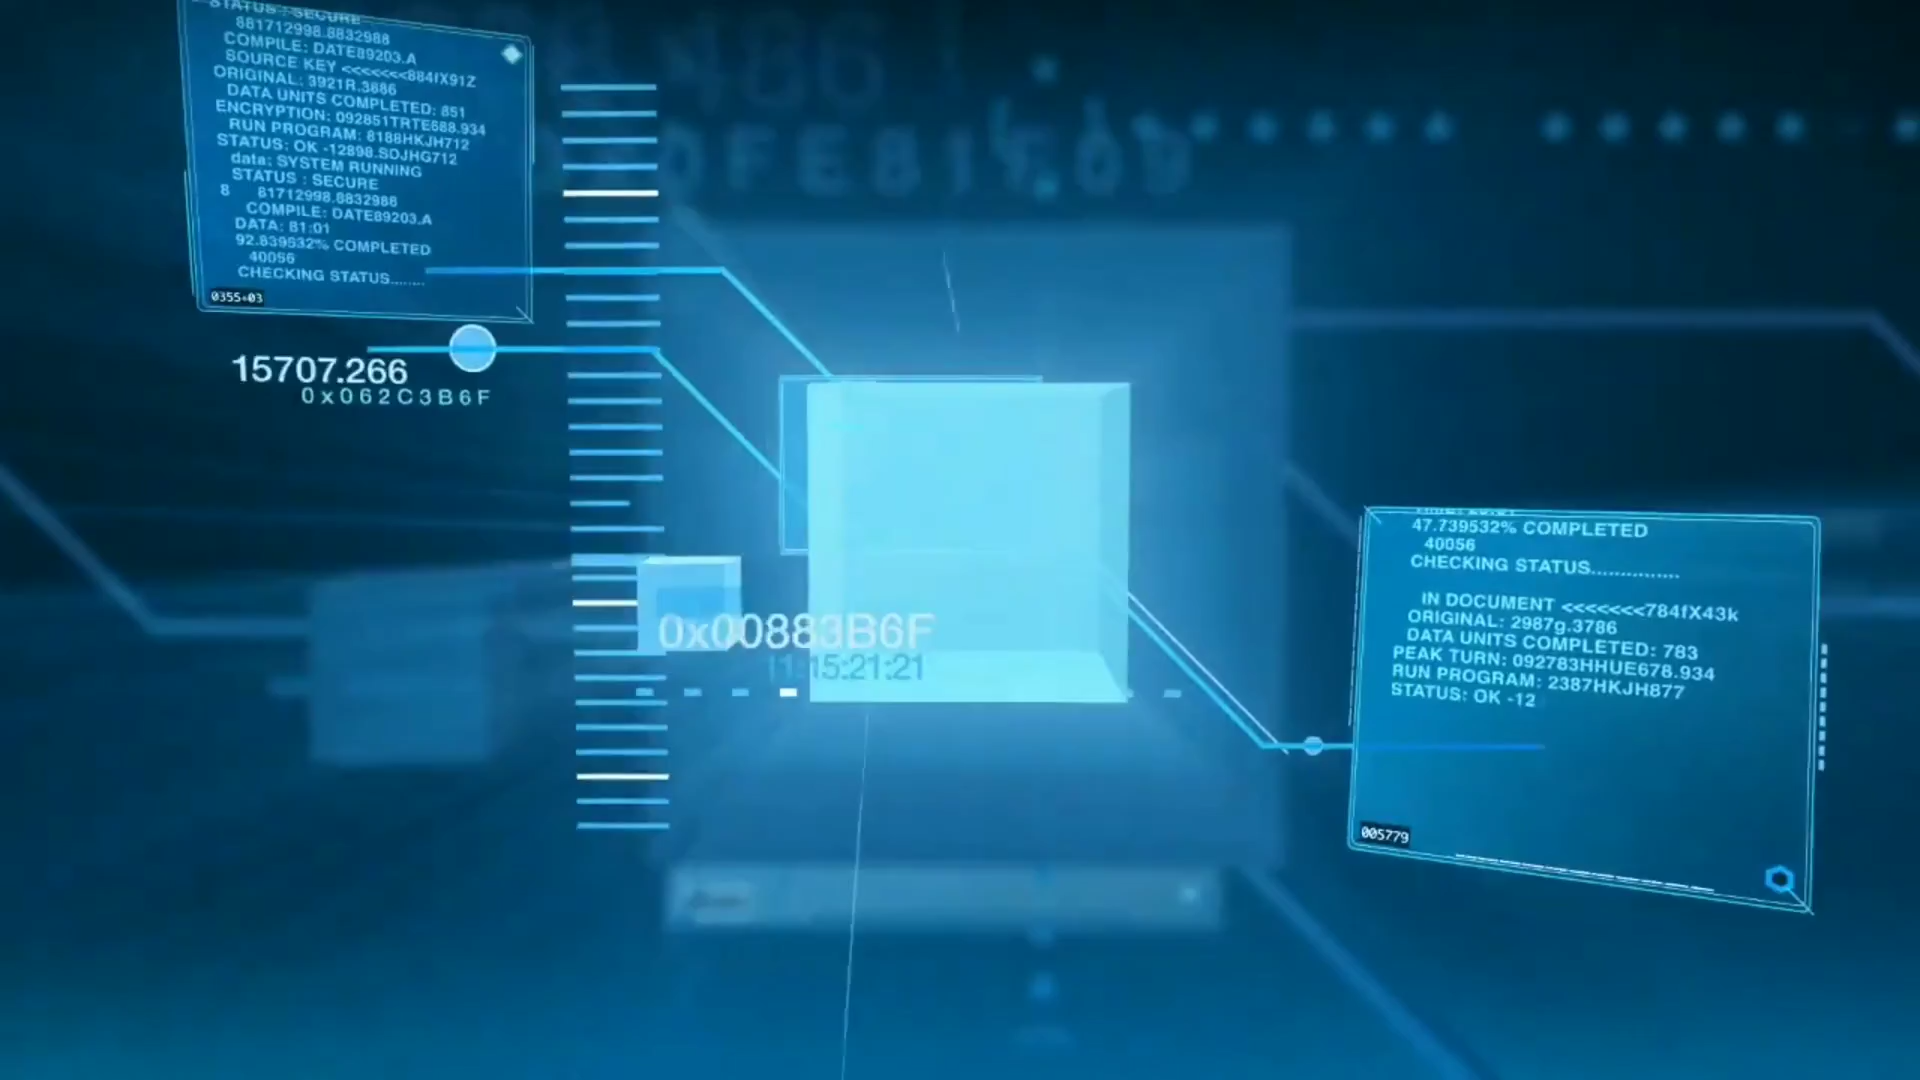 STATUS : SECURE
881712998.8832988
COMPILE: DATE89203.A
SOURCE KEY <<<<<<<884fX91Z
ORIGINAL: 3921R.3686
DATA UNITS COMPLETED: 851
ENCRYPTION: 092851TRTE688.934
RUN PROGRAM: 8188HKJH712
STATUS: OK -12898.SOJHG712
data: SYSTEM RUNNING
STATUS : SECURE
8 81712998.8832988
COMPILE: DATE89203.A
DATA: 81:01
92.839532% COMPLETED
40056
CHECKING STATUS........
0355+03
15707.266
0x062C3B6F
0x00883B6F
11:15:21:21
47.739532% COMPLETED
40056
CHECKING STATUS...............
IN DOCUMENT <<<<<<<784fX43k
ORIGINAL: 2987g.3786
DATA UNITS COMPLETED: 783
PEAK TURN: 092783HHUE678.934
RUN PROGRAM: 2387HKJH877
STATUS: OK -12
005779